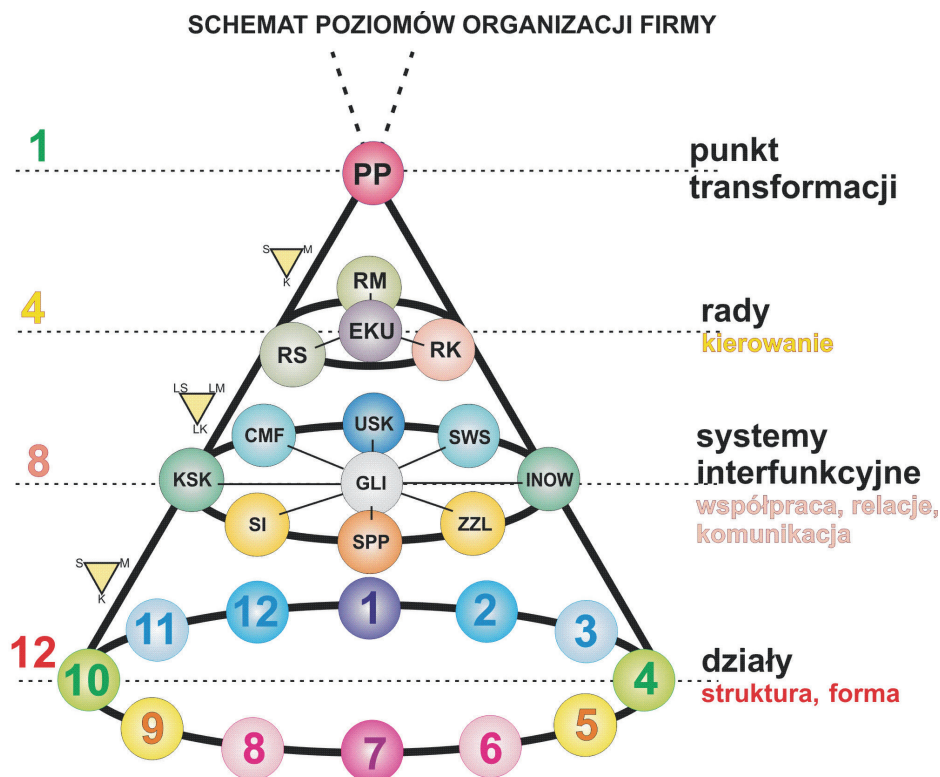 SCHEMAT POZIOMÓW ORGANIZACJI FIRMY
1
PP
punkt
transformacji
S M
K
4
RM
EKU
RS
RK
rady
kierowanie
LS LM
LK
8
CMF
USK
SWS
KSK
GLI
INOW
SI
SPP
ZZL
systemy
interfunkcyjne
współpraca, relacje,
komunikacja
S M
K
12
11
12
1
2
3
10
4
9
8
7
6
5
działy
struktura, forma